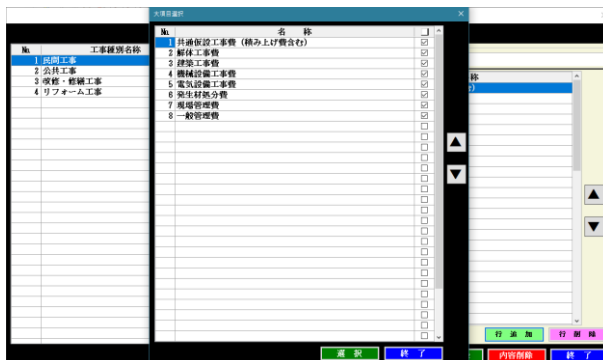 大項目選択
No. 名 称
1 共通仮設工事費（積み上げ費含む）
2 解体工事費
3 建築工事費
4 機械設備工事費
5 電気設備工事費
6 発生材処分費
7 現場管理費
8 一般管理費
▲
▼
選 択 終 了
No. 工事種別名称
1 民間工事
2 公共工事
3 改修・修繕工事
4 リフォーム工事
称
▲
▼
行 追 加 行 削 除
内容削除 終 了